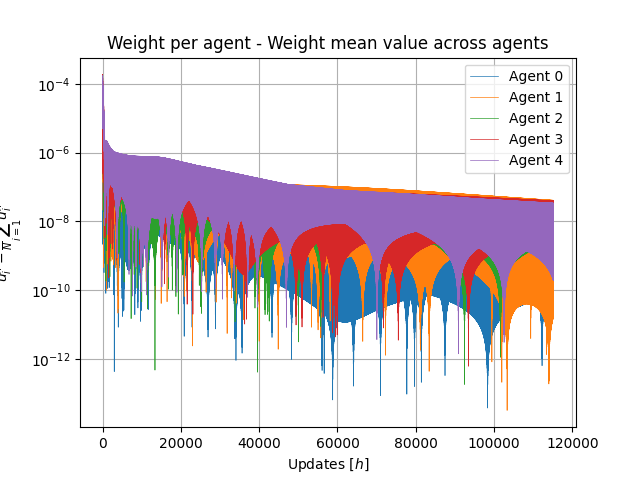 Weight per agent - Weight mean value across agents
Agent 0
Agent 1
Agent 2
Agent 3
Agent 4
10⁻⁴
10⁻⁶
10⁻⁸
10⁻¹⁰
10⁻¹²
0 20000 40000 60000 80000 100000 120000
Updates [h]